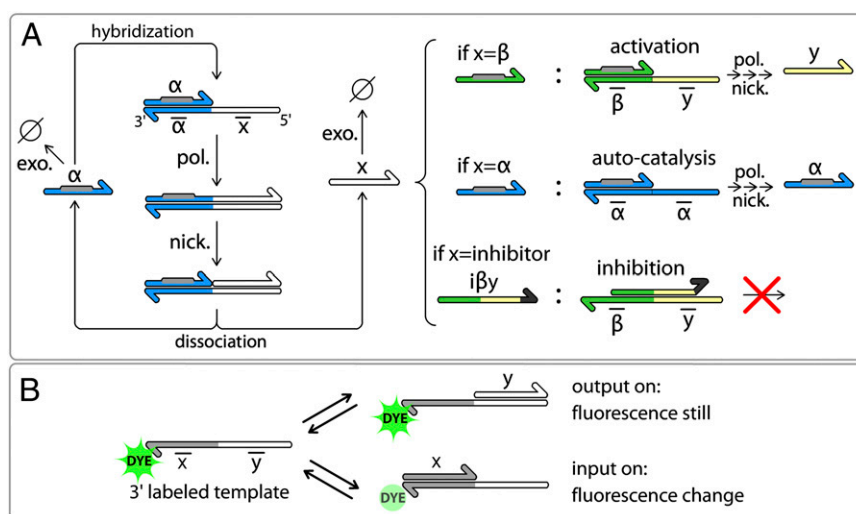 A
hybridization
α
3' α̅ x̅ 5'
exo.
α
pol.
nick.
dissociation
exo.
x
if x=β
:
activation
β̅ y̅
pol.
nick.
y
if x=α
:
auto-catalysis
α̅ α̅
pol.
nick.
α
if x=inhibitor
iβy
:
inhibition
β̅ y̅
B
DYE
x̅ y̅
3' labeled template
y
DYE
output on:
fluorescence still
x
DYE
input on:
fluorescence change